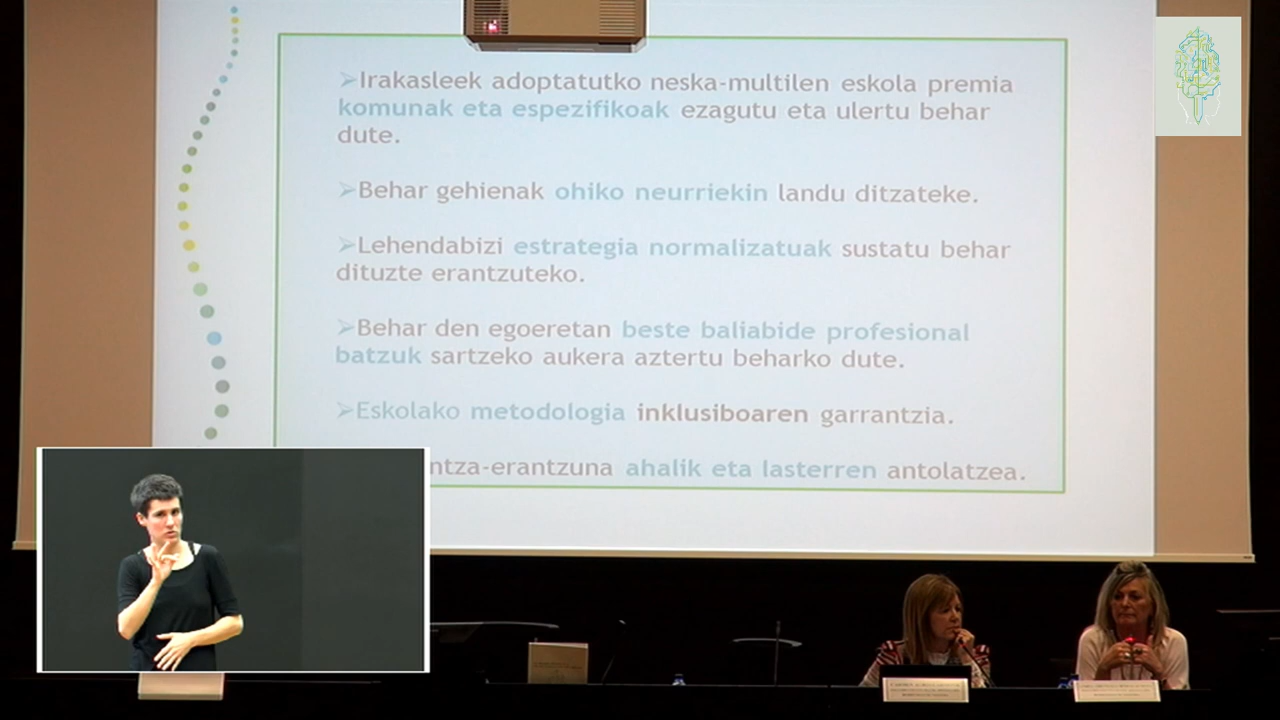 ➢Irakasleek adoptatutko neska-multilen eskola premia
komunak eta espezifikoak ezagutu eta ulertu behar
dute.
➢Behar gehienak ohiko neurriekin landu ditzateke.
➢Lehendabizi estrategia normalizatuak sustatu behar
dituzte erantzuteko.
➢Behar den egoeretan beste baliabide profesional
batzuk sartzeko aukera aztertu beharko dute.
➢Eskolako metodologia inklusiboaren garrantzia.
ntza-erantzuna ahalik eta lasterren antolatzea.